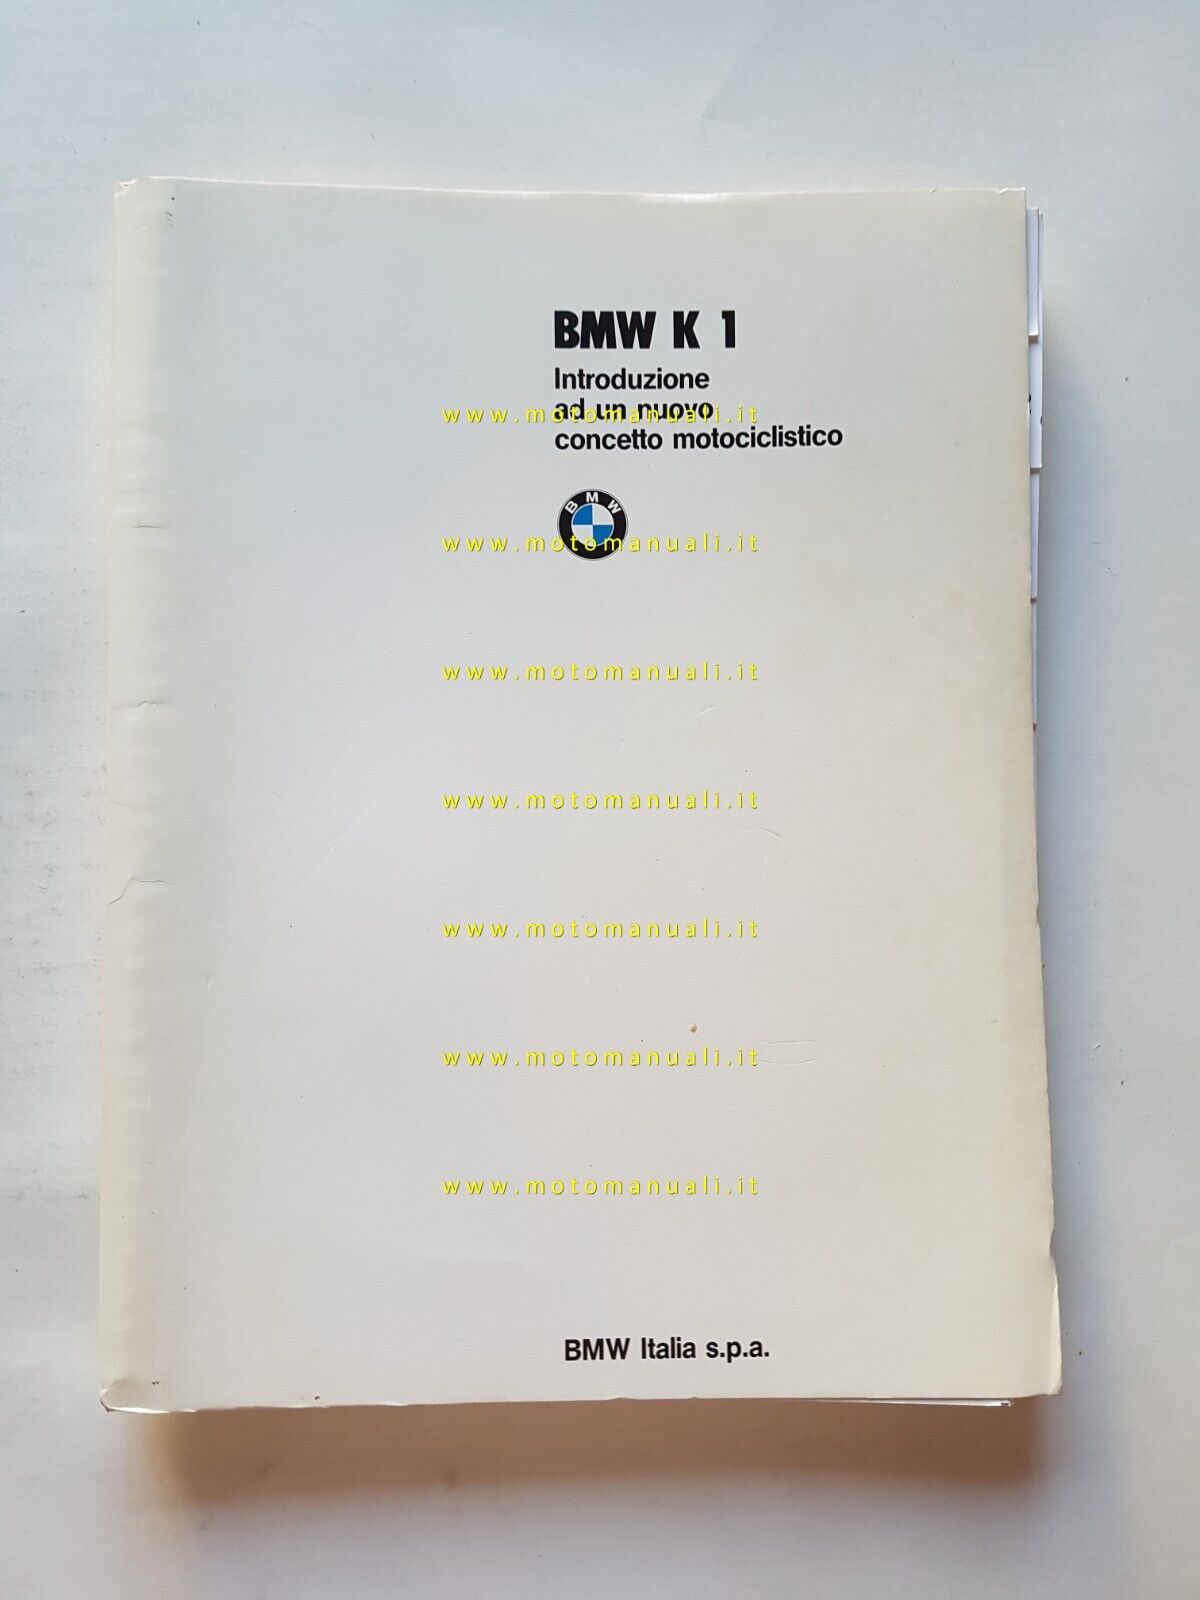 BMW K 1
Introduzione
ad un nuovo
www.motomanuali.it
concetto motociclistico
BMW
www.motomanuali.it
www.motomanuali.it
www.motomanuali.it
www.motomanuali.it
www.motomanuali.it
www.motomanuali.it
BMW Italia s.p.a.